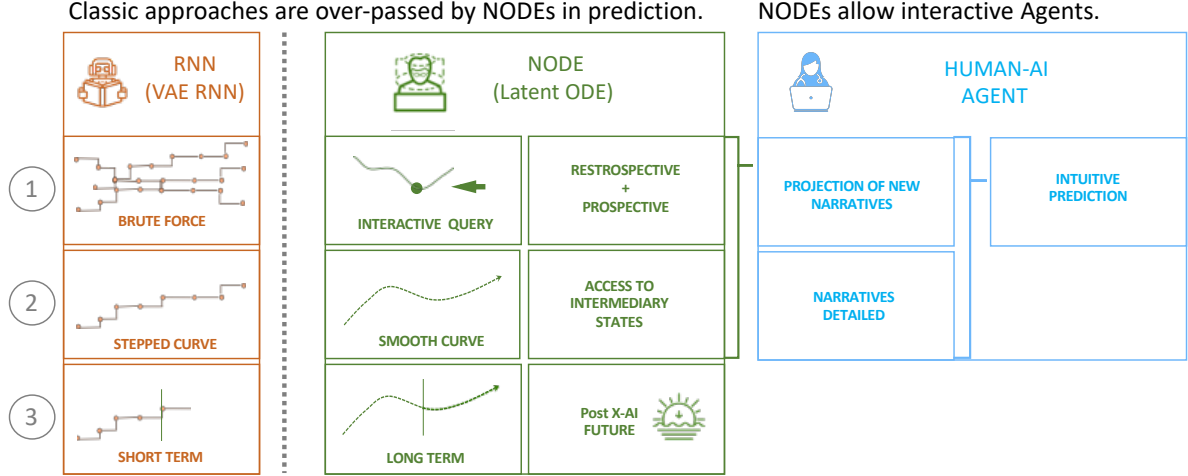 Classic approaches are over-passed by NODEs in prediction.
NODEs allow interactive Agents.
RNN
(VAE RNN)
NODE
(Latent ODE)
HUMAN-AI
AGENT
1
BRUTE FORCE
INTERACTIVE QUERY
RESTROSPECTIVE
+
PROSPECTIVE
PROJECTION OF NEW
NARRATIVES
INTUITIVE
PREDICTION
2
STEPPED CURVE
SMOOTH CURVE
ACCESS TO
INTERMEDIARY
STATES
NARRATIVES
DETAILED
3
SHORT TERM
LONG TERM
Post X-AI
FUTURE